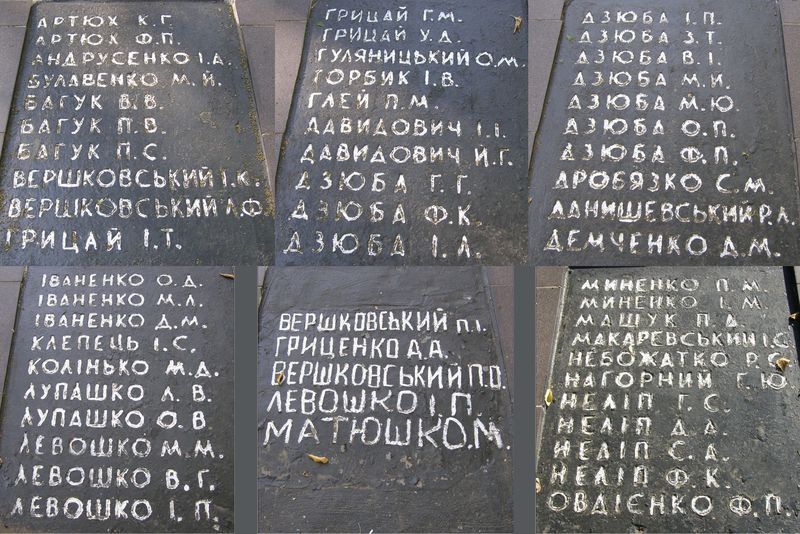 АРТЮХ К.Г.
АРТЮХ Ф.П.
АНДРУСЕНКО І.А.
БУЛАВЕНКО М.Й.
БАГУК В.В.
БАГУК П.В.
БАГУК П.С.
ВЕРШКОВСЬКИЙ І.К.
ВЕРШКОВСЬКИЙ А.Ф.
ГРИЦАЙ І.Т.
ГРИЦАЙ Г.М.
ГРИЦАЙ У.Д.
ГУЛЯНИЦЬКИЙ О.М.
ГОРБИК І.В.
ГЛЕЙ П.М.
ДАВИДОВИЧ І.І.
ДАВИДОВИЧ Й.Г.
ДЗЮБА Г.Т.
ДЗЮБА Ф.К.
ДЗЮБА І.Л.
ДЗЮБА І.П.
ДЗЮБА З.Т.
ДЗЮБА В.І.
ДЗЮБА М.И.
ДЗЮБА М.Ю.
ДЗЮБА О.П.
ДЗЮБА Ф.П.
ДРОБЯЗКО С.М.
ДАНИШЕВСЬКИЙ Р.Л.
ДЕМЧЕНКО Д.М.
ІВАНЕНКО О.Д.
ІВАНЕНКО М.Л.
ІВАНЕНКО Д.М.
КЛЕПЕЦЬ І.С.
КОЛІНЬКО М.Д.
ЛУПАШКО Л.В.
ЛУПАШКО О.В.
ЛЕВОШКО М.М.
ЛЕВОШКО В.Г.
ЛЕВОШКО І.П.
ВЕРШКОВСЬКИЙ П.І.
ГРИЦЕНКО Д.А.
ВЕРШКОВСЬКИЙ П.О.
ЛЕВОШКО І.П.
МАТЮШКО О.М.
МИНЕНКО П.М.
МИНЕНКО І.М.
МАЩУК П.Д.
МАКАРЕВСЬКИЙ І.С.
НЕБОЖАТКО Р.С.
НАГОРНИЙ Г.Ю.
НЕЛІП Г.С.
НЕЛІП Д.А.
НЕЛІП С.Д.
НЕЛІП Ф.К.
ОВДІЄНКО Ф.П.